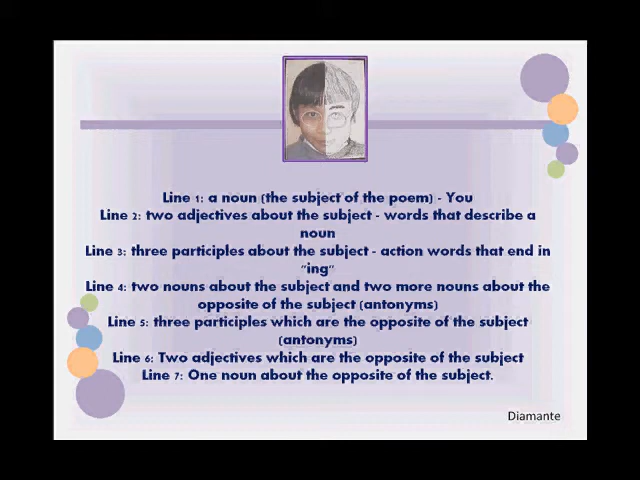 Line 1: a noun (the subject of the poem) - You
Line 2: two adjectives about the subject - words that describe a
noun
Line 3: three participles about the subject - action words that end in
"ing"
Line 4: two nouns about the subject and two more nouns about the
opposite of the subject (antonyms)
Line 5: three participles which are the opposite of the subject
(antonyms)
Line 6: Two adjectives which are the opposite of the subject
Line 7: One noun about the opposite of the subject.
Diamante